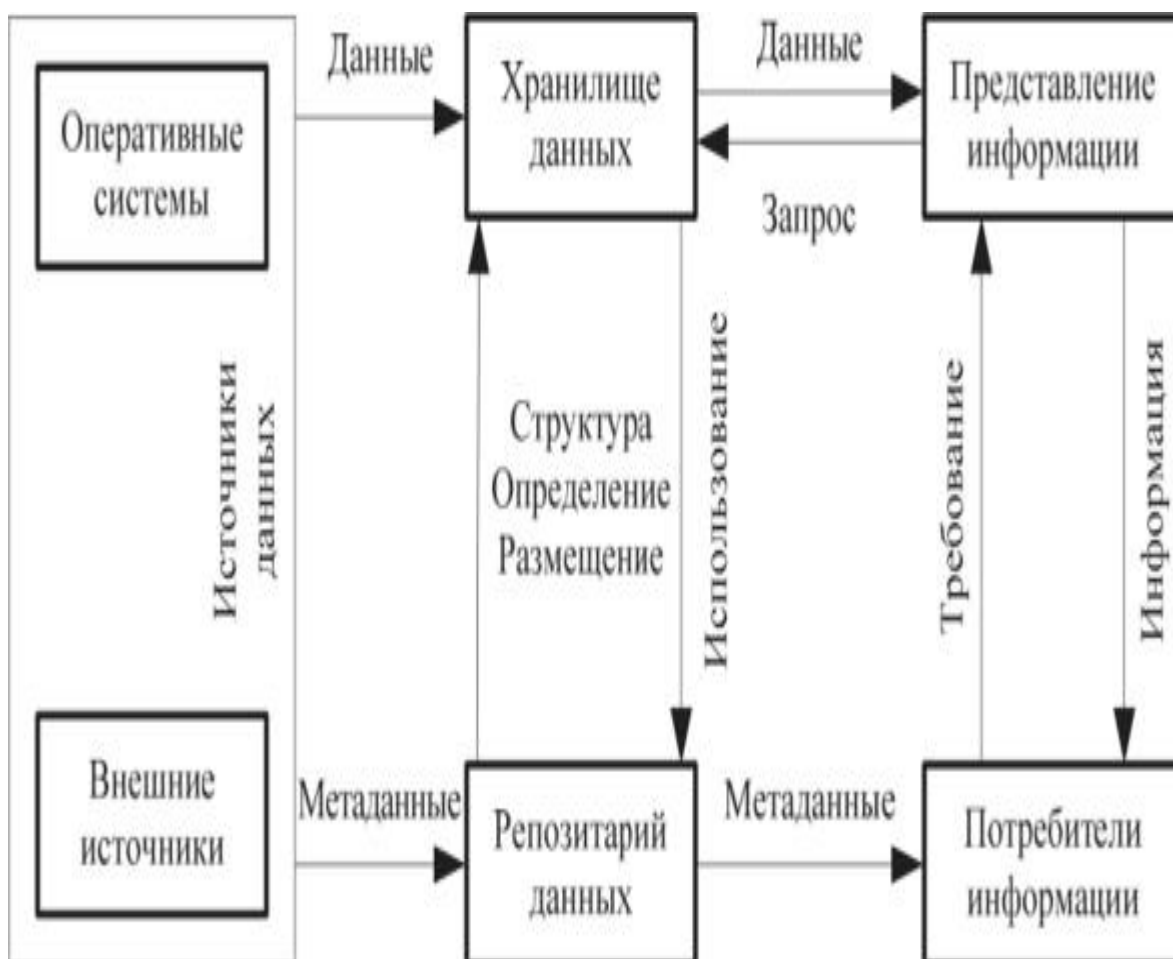 Данные
Данные
Оперативные
системы
Хранилище
данных
Представление
информации
Запрос
Источники
данных
Структура
Определение
Размещение
Использование
Требование
Информация
Внешние
источники
Метаданные
Репозитарий
данных
Метаданные
Потребители
информации